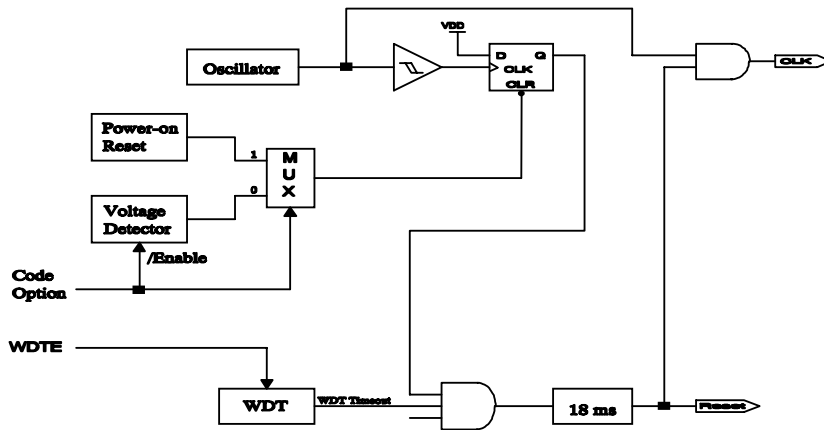 VDD
Oscillator
D Q
CLK
CLR
CLK
Power-on
Reset
1
M
U
X
0
Voltage
Detector
/Enable
Code
Option
WDTE
WDT
WDT Timeout
18 ms
Reset